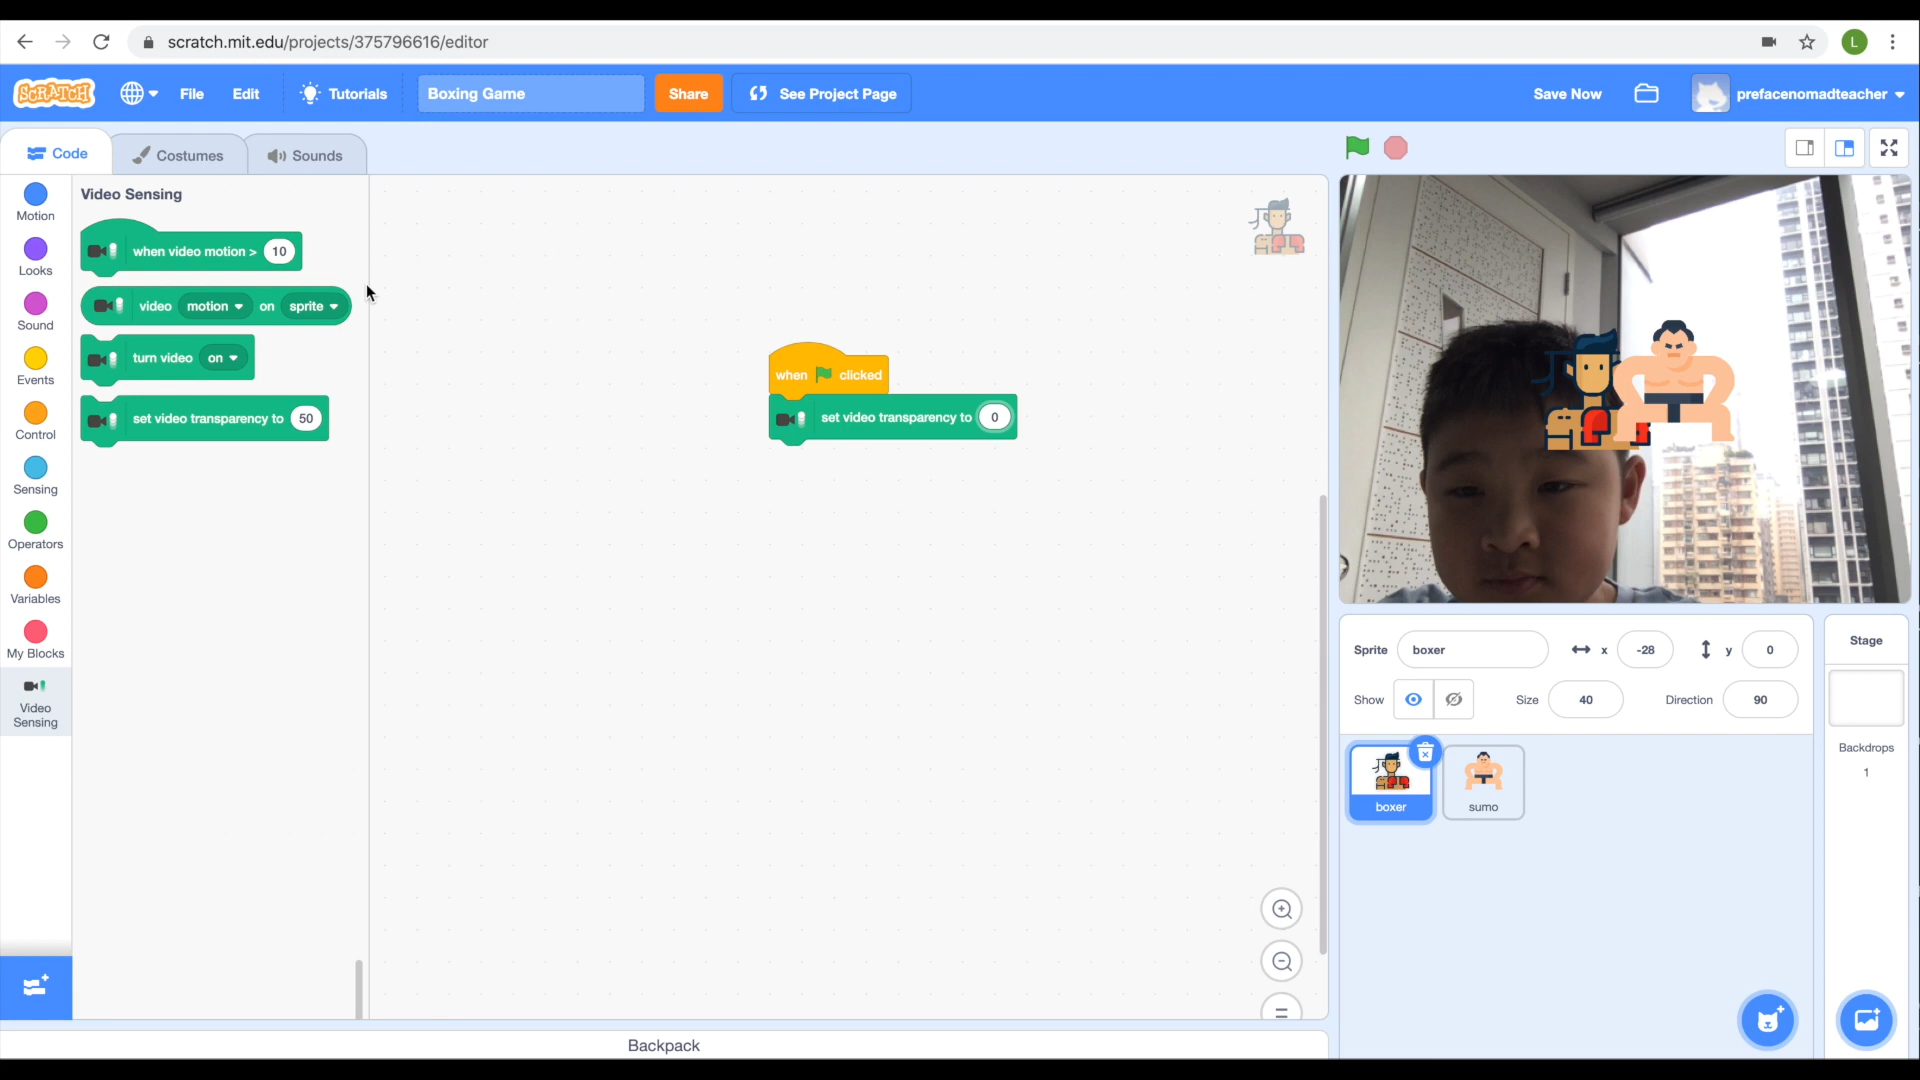 scratch.mit.edu/projects/375796616/editor
L
SCRATCH
File
Edit
Tutorials
Boxing Game
Share
See Project Page
Save Now
prefacenomadteacher
Code
Costumes
Sounds
Motion
Looks
Sound
Events
Control
Sensing
Operators
Variables
My Blocks
Video
Sensing
Video Sensing
when video motion > 10
video motion on sprite
turn video on
set video transparency to 50
when clicked
set video transparency to 0
Backpack
Sprite boxer x -28 y 0
Show Size 40 Direction 90
boxer
sumo
Stage
Backdrops
1